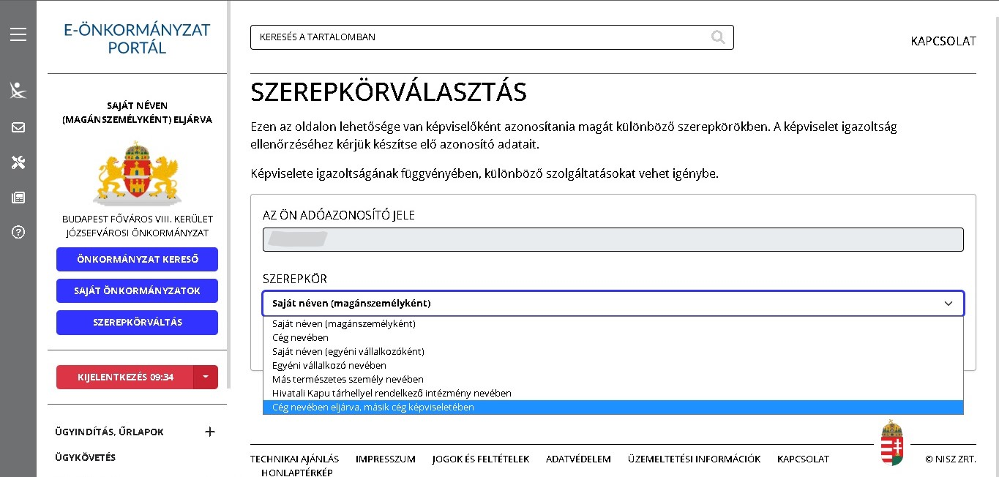 E-ÖNKORMÁNYZAT
PORTÁL
SAJÁT NÉVEN
(MAGÁNSZEMÉLYKÉNT) ELJÁRVA
BUDAPEST FŐVÁROS VIII. KERÜLET
JÓZSEFVÁROSI ÖNKORMÁNYZAT
ÖNKORMÁNYZAT KERESŐ
SAJÁT ÖNKORMÁNYZATOK
SZEREPKÖRVÁLTÁS
KIJELENTKEZÉS 09:34
ÜGYINDÍTÁS, ŰRLAPOK
ÜGYKÖVETÉS
KERESÉS A TARTALOMBAN
KAPCSOLAT
SZEREPKÖRVÁLASZTÁS
Ezen az oldalon lehetősége van képviselőként azonosítania magát különböző szerepkörökben. A képviselet igazoltság
ellenőrzéséhez kérjük készítse elő azonosító adatait.
Képviselete igazoltságának függvényében, különböző szolgáltatásokat vehet igénybe.
AZ ÖN ADÓAZONOSÍTÓ JELE
SZEREPKÖR
Saját néven (magánszemélyként)
Saját néven (magánszemélyként)
Cég nevében
Saját néven (egyéni vállalkozóként)
Egyéni vállalkozó nevében
Más természetes személy nevében
Hivatali Kapu tárhellyel rendelkező intézmény nevében
Cég nevében eljárva, másik cég képviseletében
TECHNIKAI AJÁNLÁS IMPRESSZUM JOGOK ÉS FELTÉTELEK ADATVÉDELEM ÜZEMELTETÉSI INFORMÁCIÓK KAPCSOLAT
HONLAPTÉRKÉP
© NISZ ZRT.